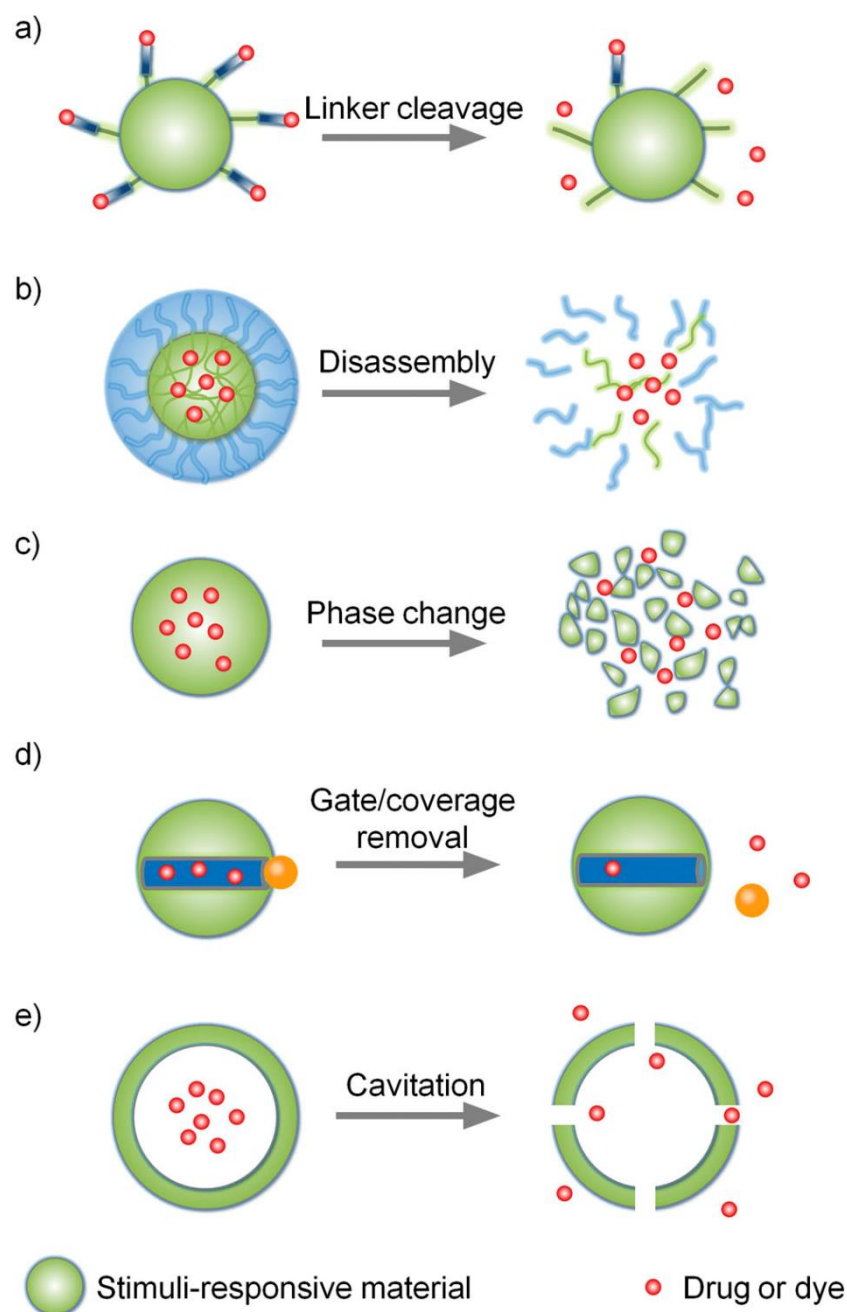 a)
Linker cleavage
b)
Disassembly
c)
Phase change
d)
Gate/coverage
removal
e)
Cavitation
Stimuli-responsive material
Drug or dye